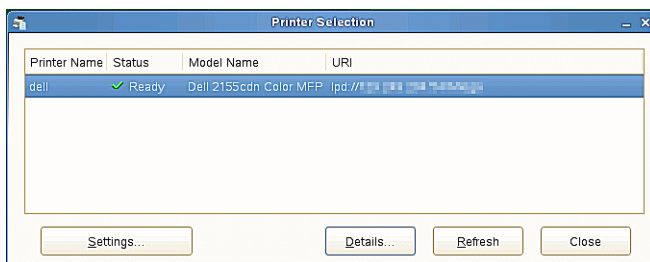 Printer Selection
Printer Name Status Model Name URI
dell Ready Dell 2155cdn Color MFP lpd://
Settings... Details... Refresh Close